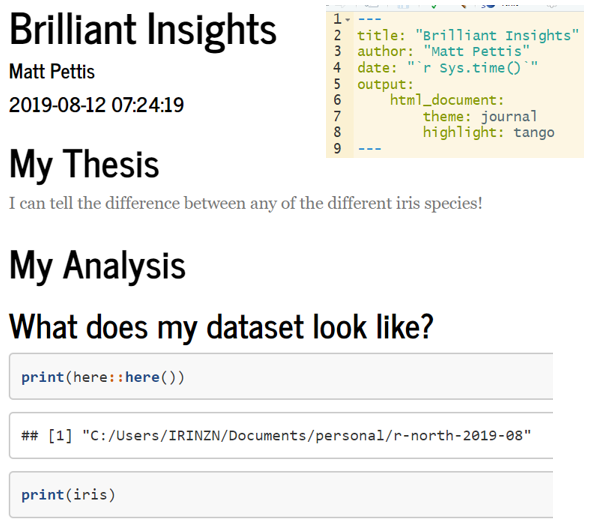 Brilliant Insights
Matt Pettis
2019-08-12 07:24:19
1 ---
2 title: "Brilliant Insights"
3 author: "Matt Pettis"
4 date: "`r Sys.time()`"
5 output:
6     html_document:
7         theme: journal
8         highlight: tango
9 ---
My Thesis
I can tell the difference between any of the different iris species!
My Analysis
What does my dataset look like?
print(here::here())
## [1] "C:/Users/IRINZN/Documents/personal/r-north-2019-08"
print(iris)